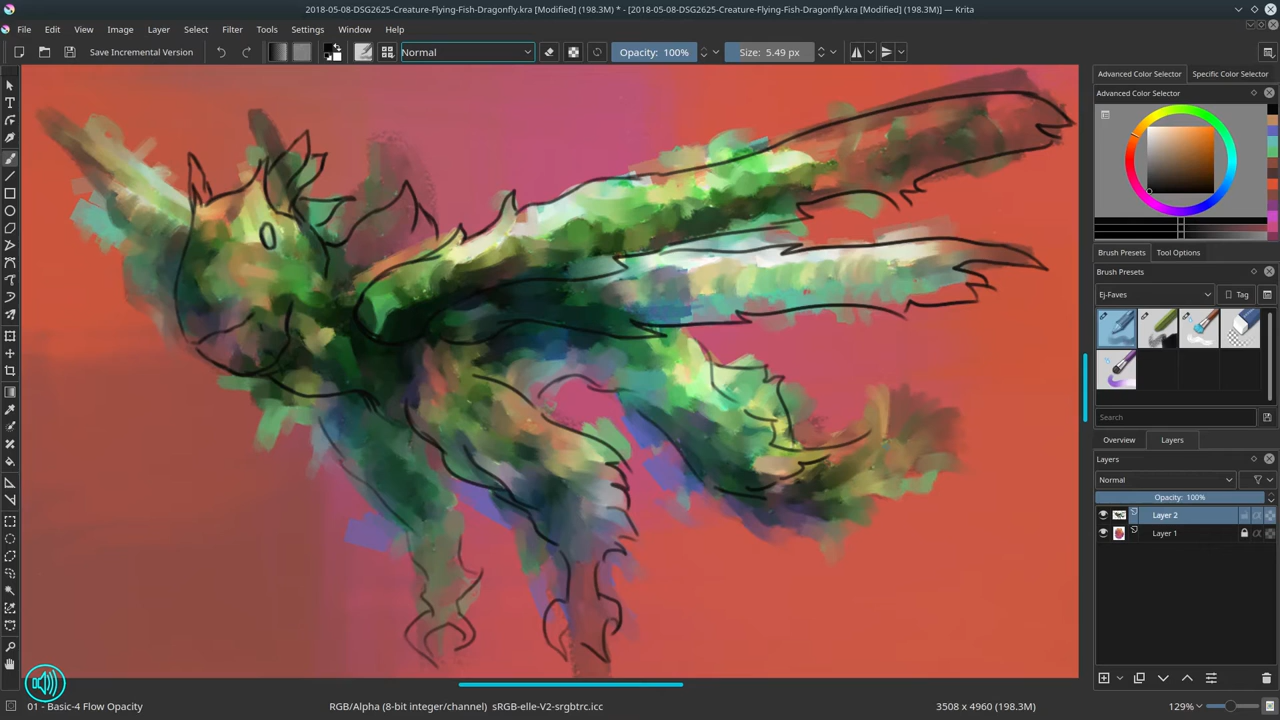 2018-05-08-DSG2625-Creature-Flying-Fish-Dragonfly.kra [Modified] (198.3M) * - [2018-05-08-DSG2625-Creature-Flying-Fish-Dragonfly.kra [Modified] (198.3M)] - Krita
File Edit View Image Layer Select Filter Tools Settings Window Help
Save Incremental Version Normal Opacity: 100% Size: 5.49 px
Advanced Color Selector Specific Color Selector
Advanced Color Selector
Brush Presets Tool Options
Brush Presets
Ej-Faves Tag
Search
Overview Layers
Layers
Normal
Opacity: 100%
Layer 2
Layer 1
01 - Basic-4 Flow Opacity RGB/Alpha (8-bit integer/channel) sRGB-elle-V2-srgbtrc.icc 3508 x 4960 (198.3M) 129%